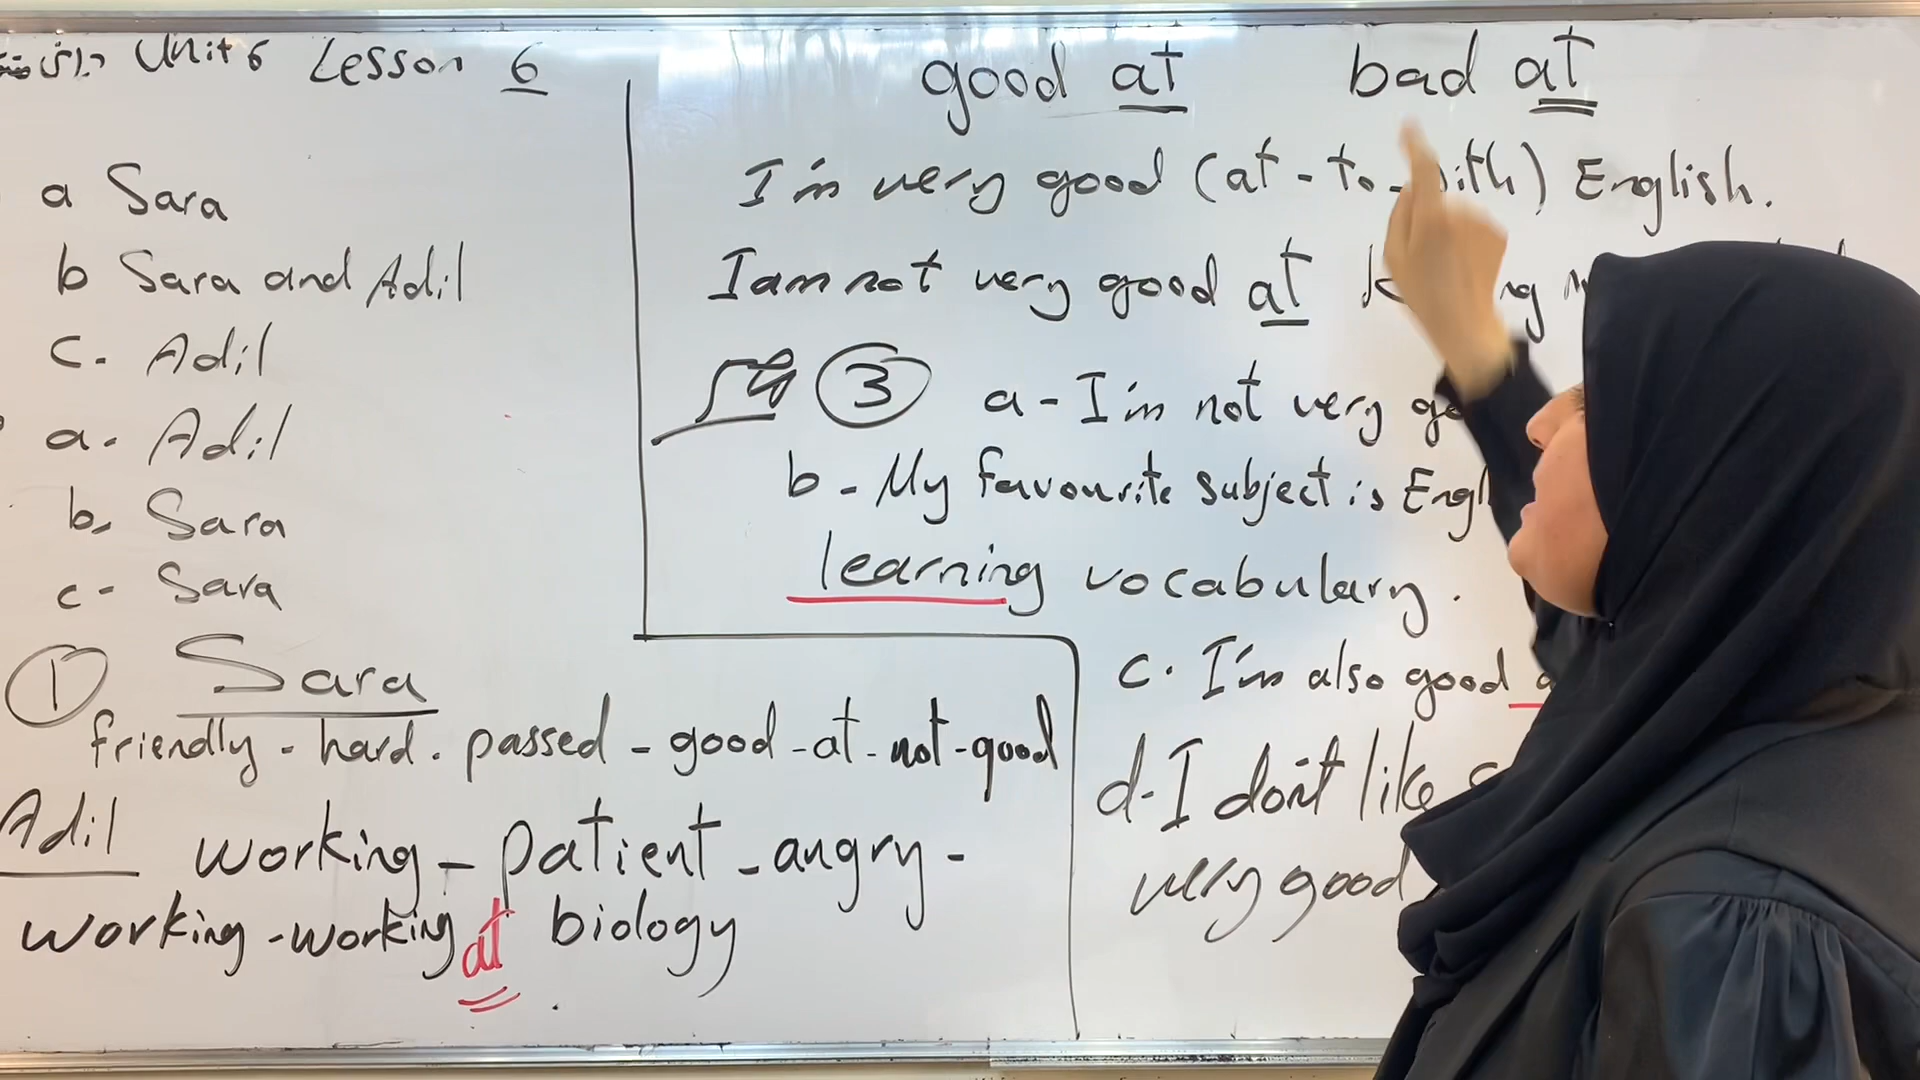 Unit 6 Lesson 6
a Sara
b Sara and Adil
c. Adil
a. Adil
b. Sara
c- Sara
① Sara
friendly - hard. passed - good - at - not - good
Adil working - patient - angry -
working - working at biology
good at bad at
I'm very good (at - to - with) English.
I am not very good at
③ a - I'm not very
b - My favourite subject is
learning vocabulary.
c. I'm also good
d - I don't like
very good